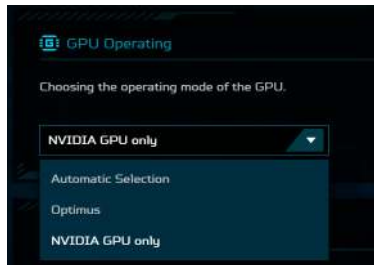 GPU Operating
Choosing the operating mode of the GPU.
NVIDIA GPU only
Automatic Selection
Optimus
NVIDIA GPU only